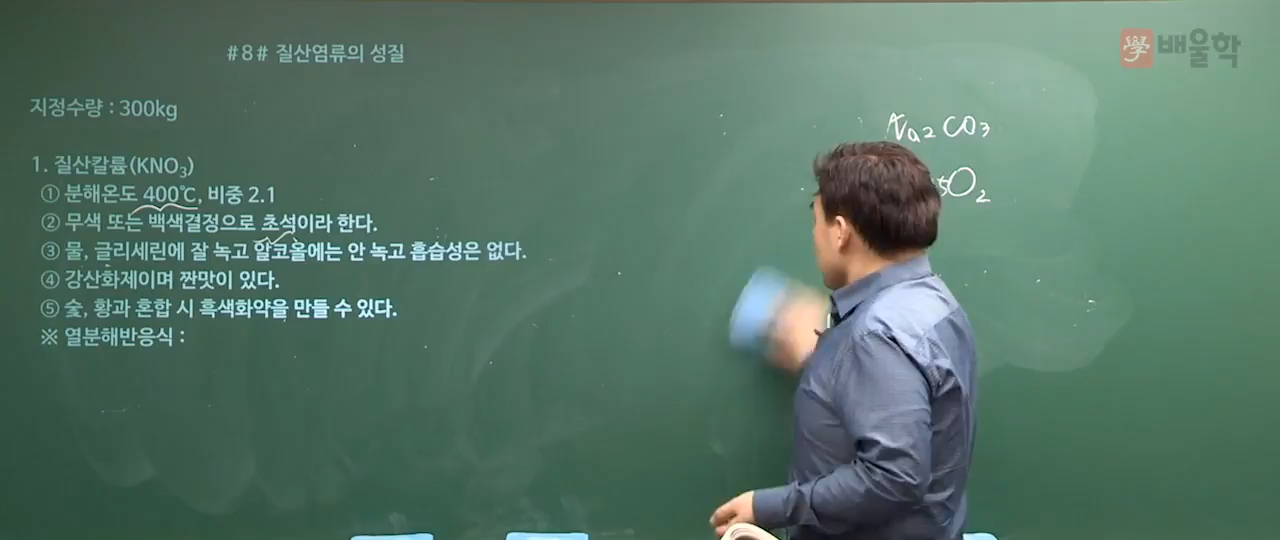 #8# 질산염류의 성질
學 배울학
지정수량 : 300kg
Na2CO3
1. 질산칼륨(KNO₃)
① 분해온도 400℃, 비중 2.1
O2
② 무색 또는 백색결정으로 초석이라 한다.
③ 물, 글리세린에 잘 녹고 알코올에는 안 녹고 흡습성은 없다.
④ 강산화제이며 짠맛이 있다.
⑤ 숯, 황과 혼합 시 흑색화약을 만들 수 있다.
※ 열분해반응식 :